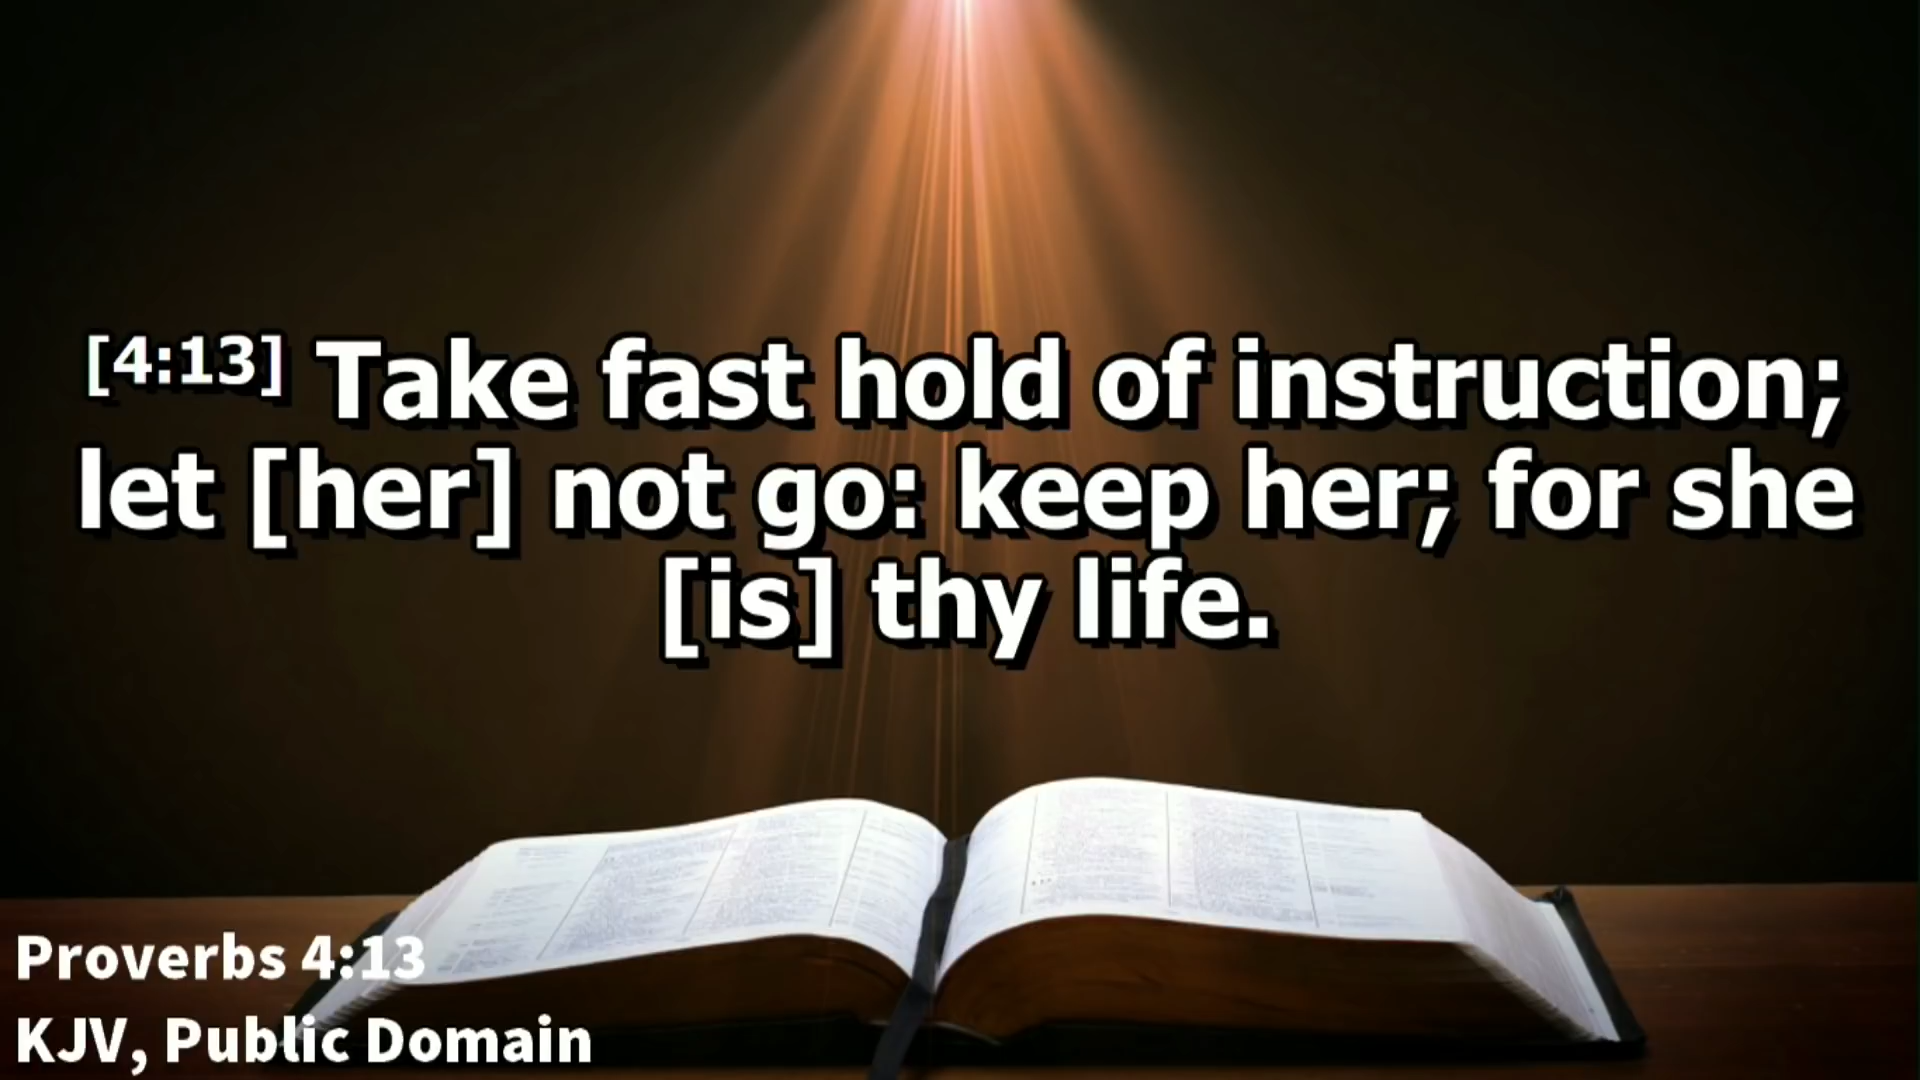 [4:13] Take fast hold of instruction;
let [her] not go: keep her; for she
[is] thy life.
Proverbs 4:13
KJV, Public Domain